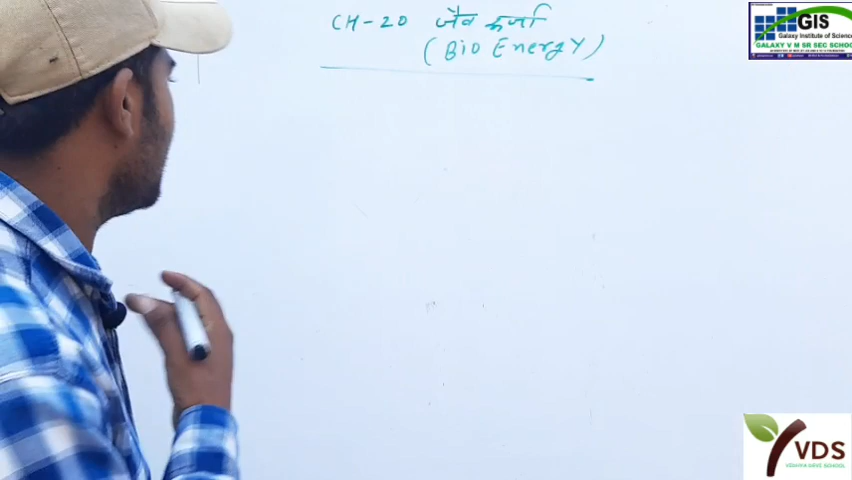 CH-20 जैव ऊर्जा
(Bio EnergY)
GIS
Galaxy Institute of Science
GALAXY V M SR SEC SCHOOL
VDS